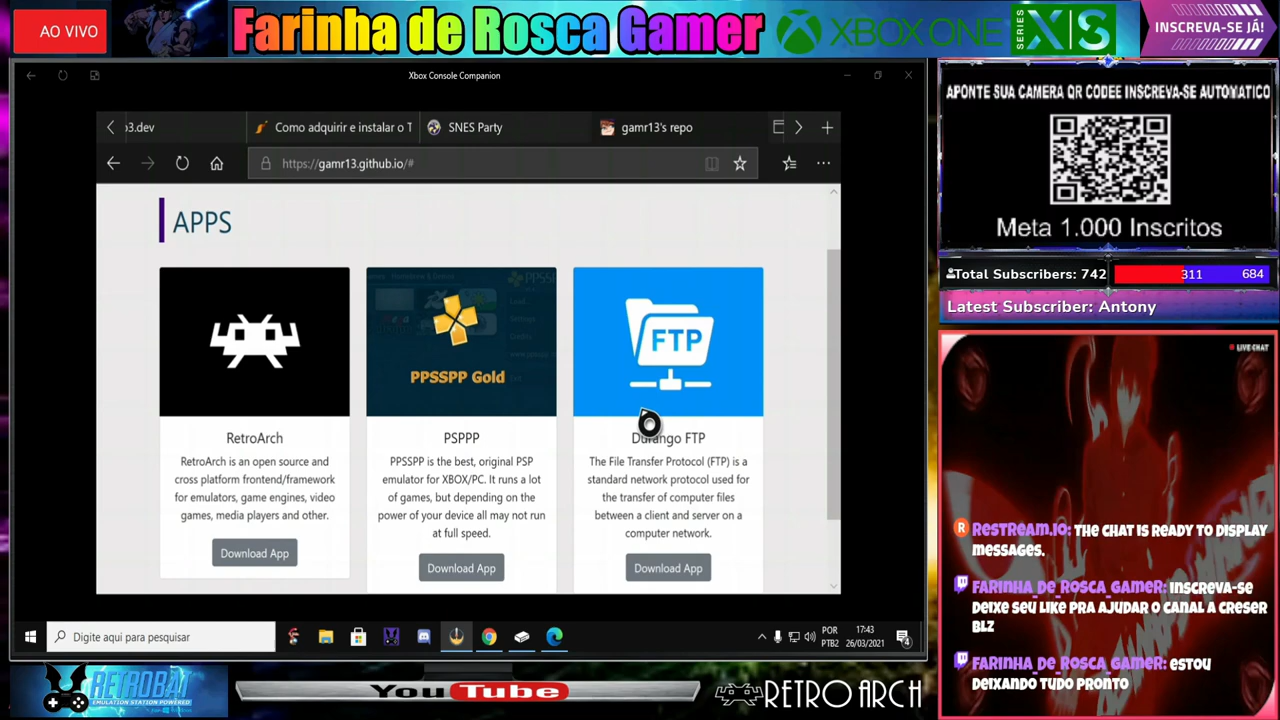 AO VIVO
Farinha de Rosca Gamer
XBOX ONE
SERIES X|S
INSCREVA-SE JÁ!
Xbox Console Companion
o3.dev
Como adquirir e instalar o T
SNES Party
gamr13's repo
https://gamr13.github.io/#
APPS
PPSSPP Gold
FTP
RetroArch
RetroArch is an open source and
cross platform frontend/framework
for emulators, game engines, video
games, media players and other.
Download App
PSPPP
PPSSPP is the best, original PSP
emulator for XBOX/PC. It runs a lot
of games, but depending on the
power of your device all may not run
at full speed.
Download App
Durango FTP
The File Transfer Protocol (FTP) is a
standard network protocol used for
the transfer of computer files
between a client and server on a
computer network.
Download App
Digite aqui para pesquisar
POR
PTB2
17:43
26/03/2021
4
APONTE SUA CAMERA QR CODEE INSCREVA-SE AUTOMATICO
Meta 1.000 Inscritos
Total Subscribers: 742
311
684
Latest Subscriber: Antony
LIVE CHAT
Restream.io: The chat is ready to display
messages.
Farinha_de_Rosca_Gamer: inscreva-se
deixe seu like pra ajudar o canal a creser
blz
Farinha_de_Rosca_Gamer: estou
deixando tudo pronto
RETROBAT
EMULATION STATION POWERED
YouTube
RETRO ARCH